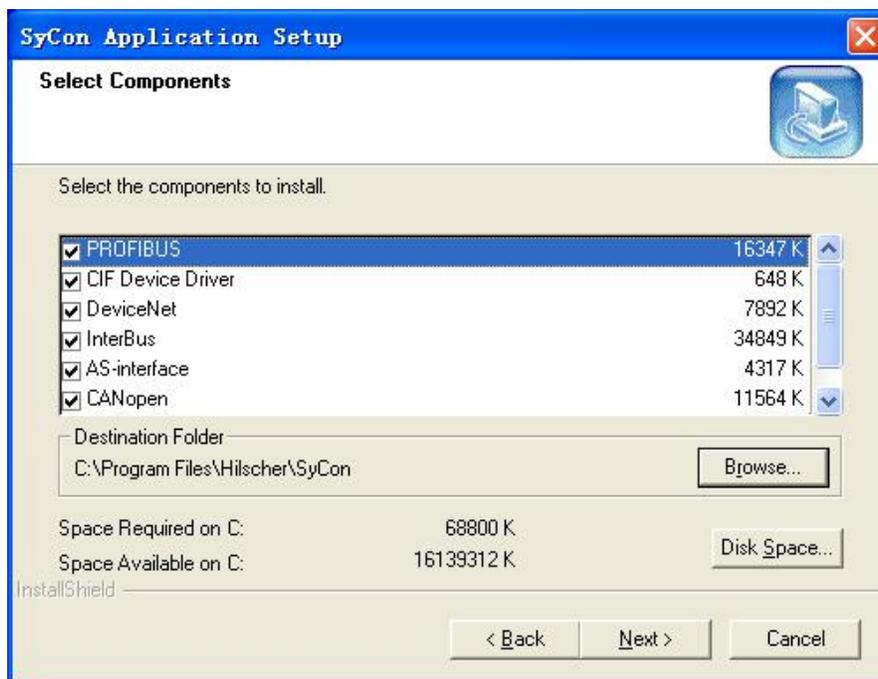 SyCon Application Setup
Select Components
Select the components to install.
PROFIBUS 16347 K
CIF Device Driver 648 K
DeviceNet 7892 K
InterBus 34849 K
AS-interface 4317 K
CANopen 11564 K
Destination Folder
C:\Program Files\Hilscher\SyCon
Browse...
Space Required on C: 68800 K
Space Available on C: 16139312 K
Disk Space...
InstallShield
< Back Next > Cancel